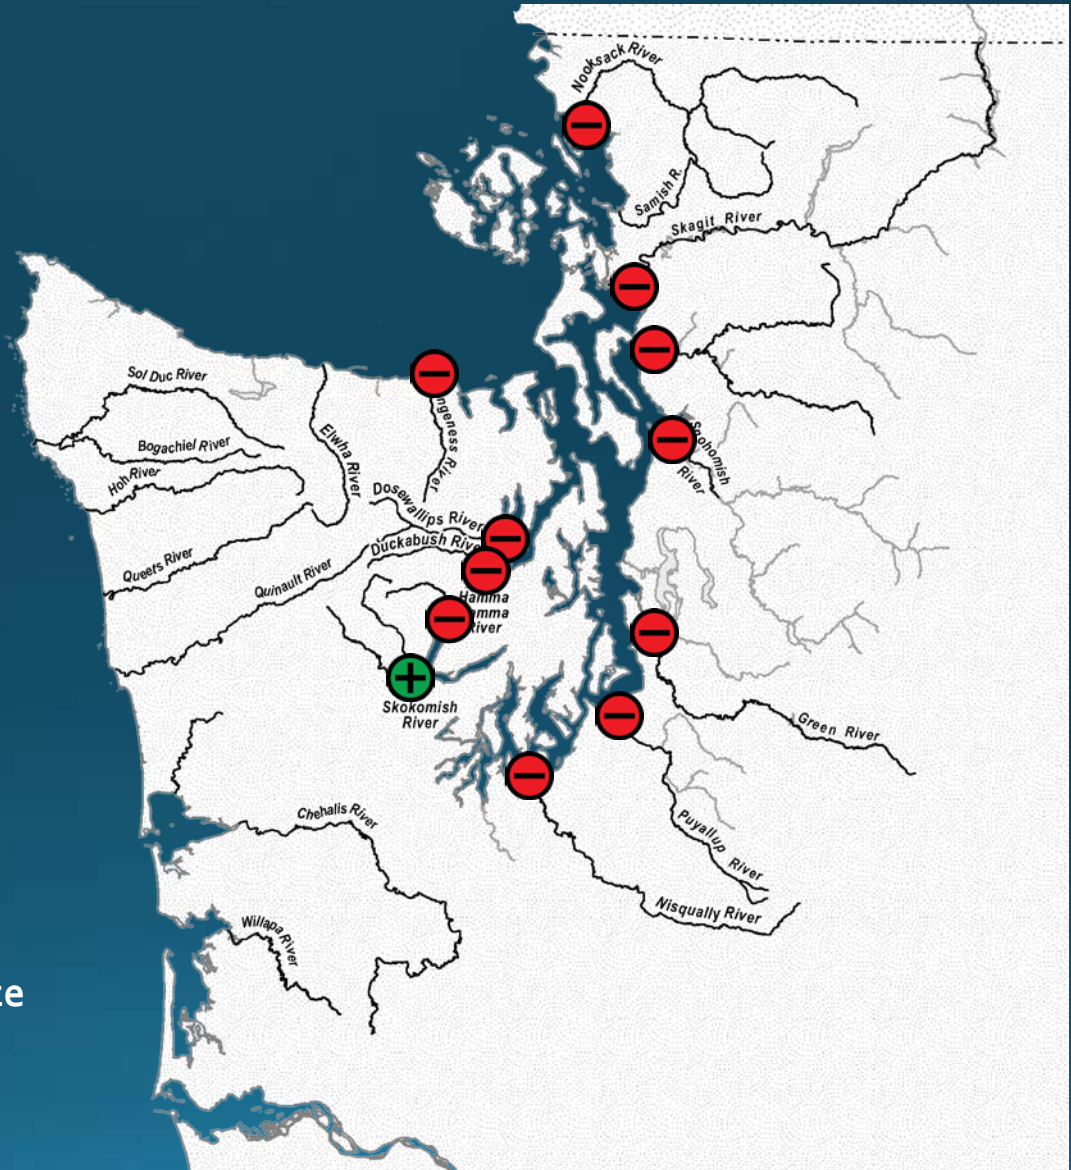 Nooksack River
Samish R.
Skagit River
Sol Duc River
Bogachiel River
Hoh River
Elwha River
ngeness River
Snohomish
River
Dosewallips River
Duckabush Rive
Queets River
Quinault River
Hamma
amma
River
Skokomish
River
Green River
Chehalis River
Puyallup River
Nisqually River
Willapa River
te